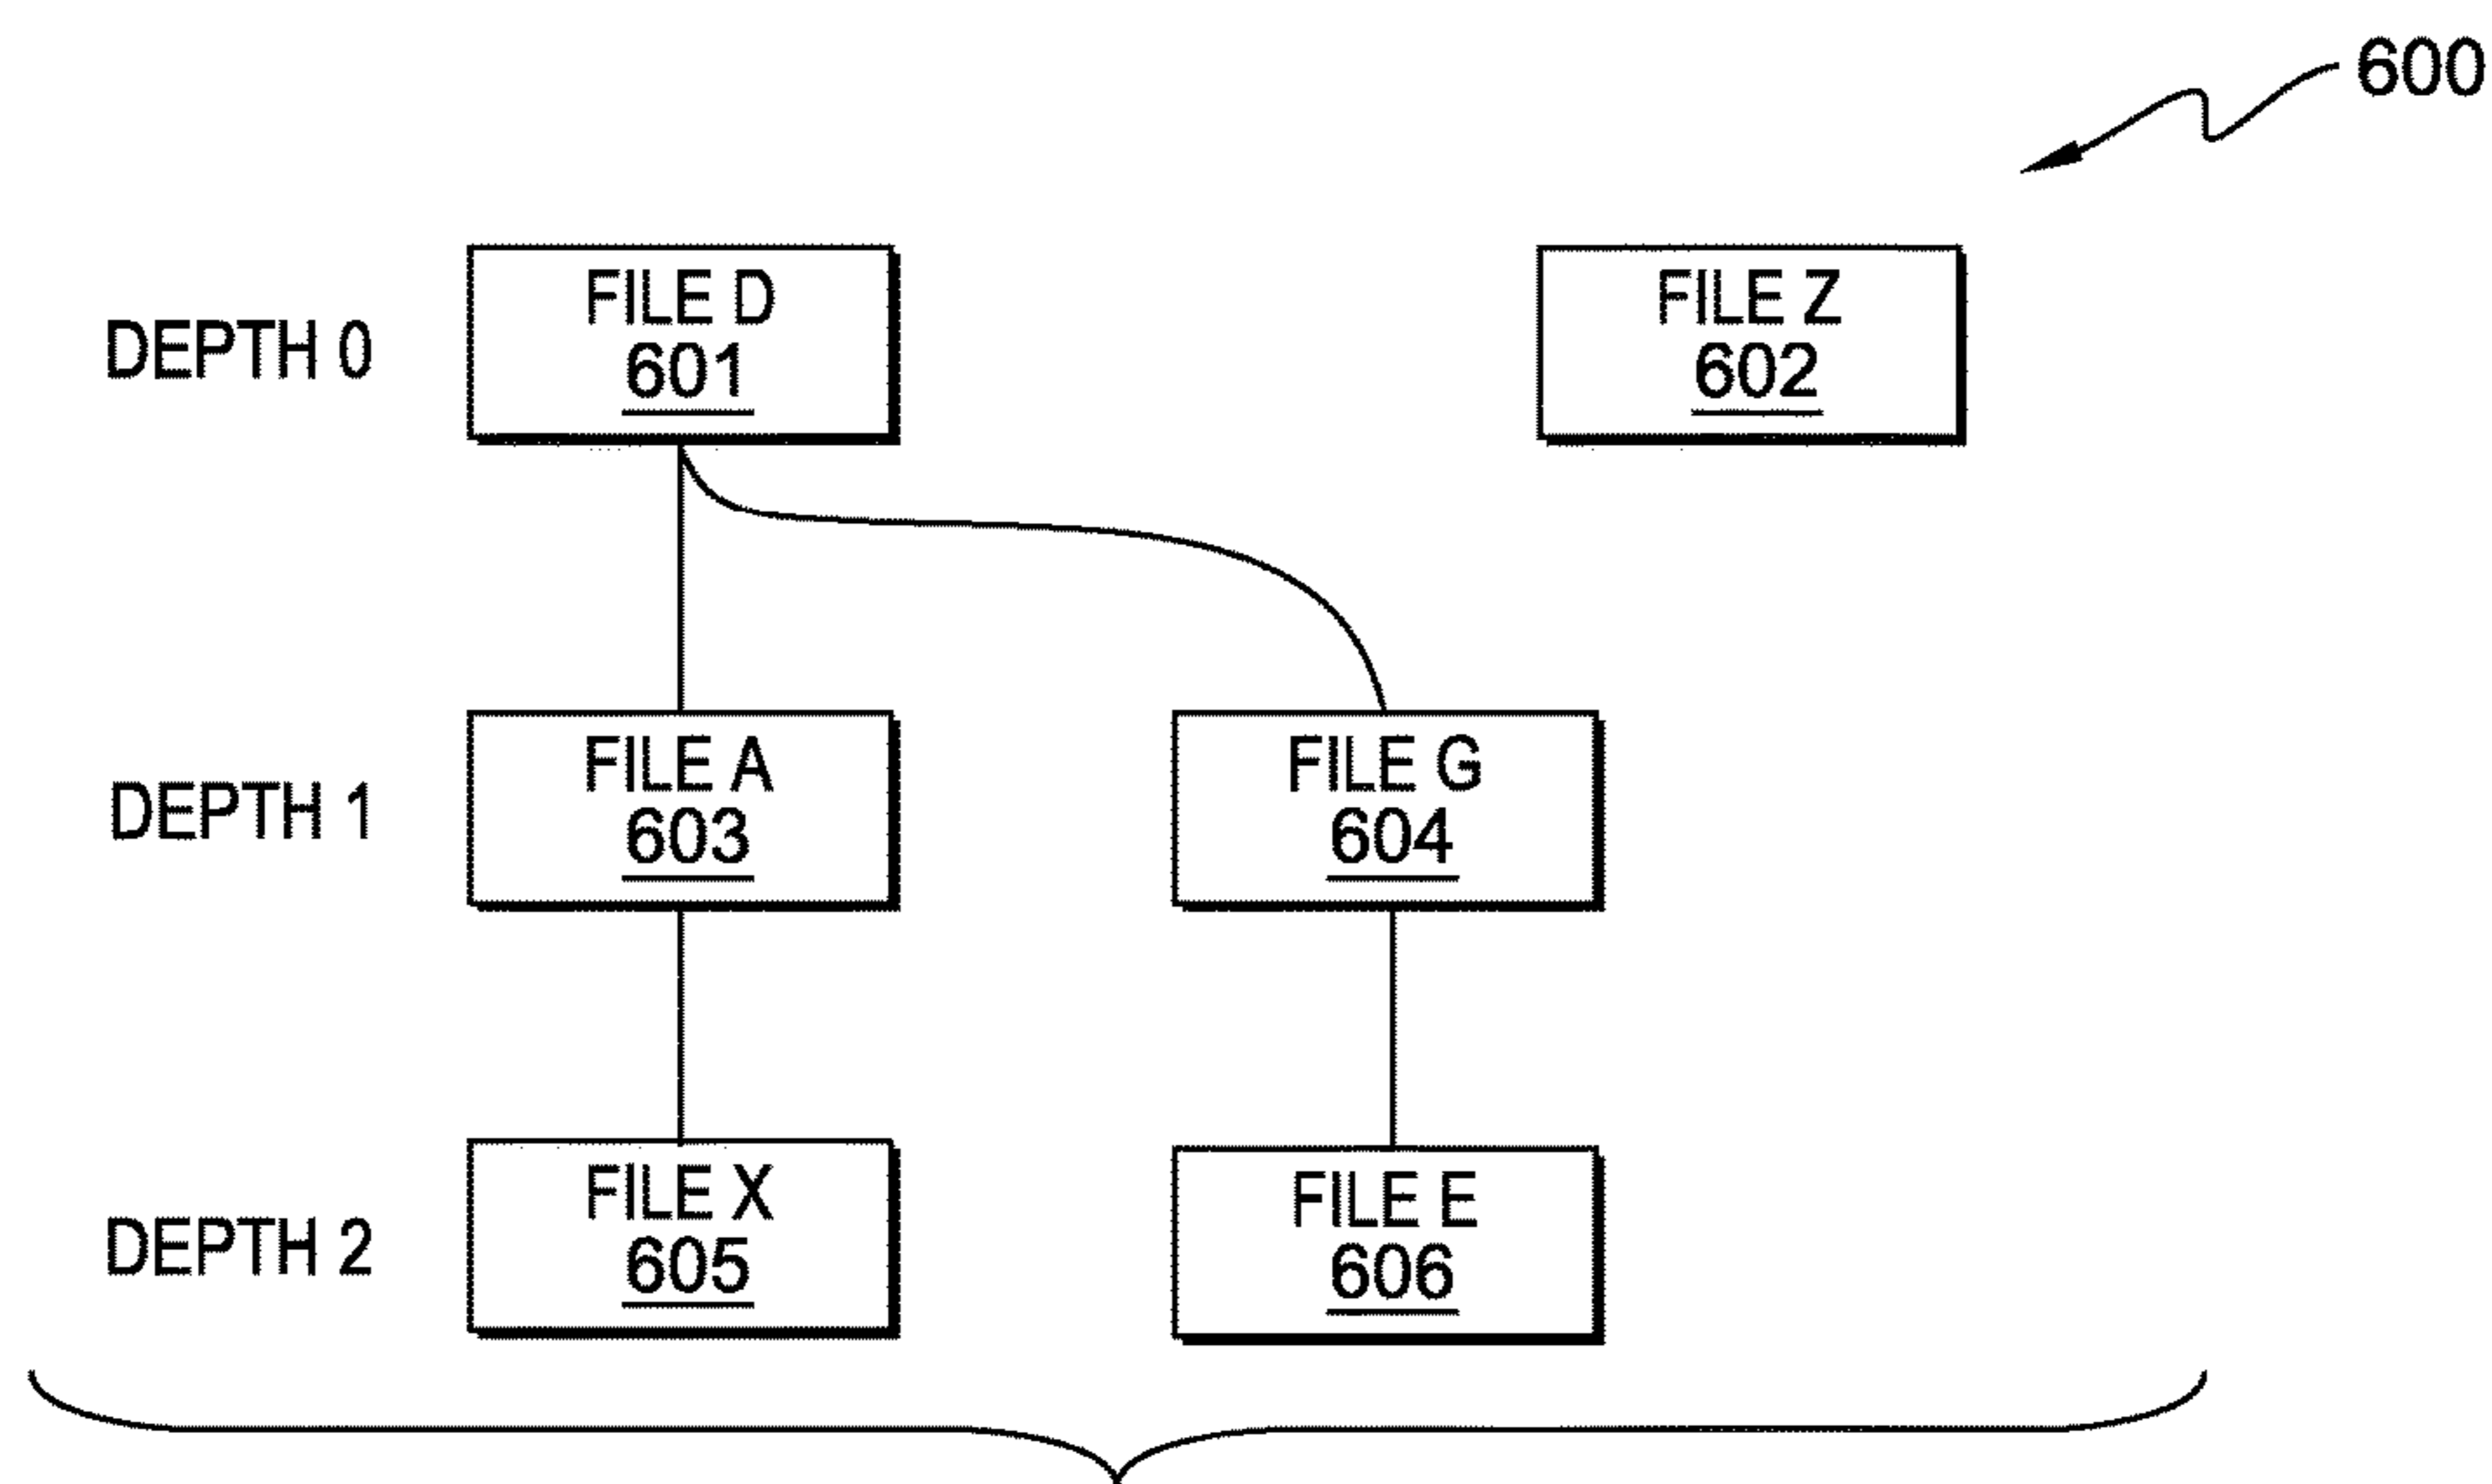 600
FILE D
601
FILE Z
602
DEPTH 0
FILE A
603
FILE G
604
DEPTH 1
FILE X
605
FILE E
606
DEPTH 2